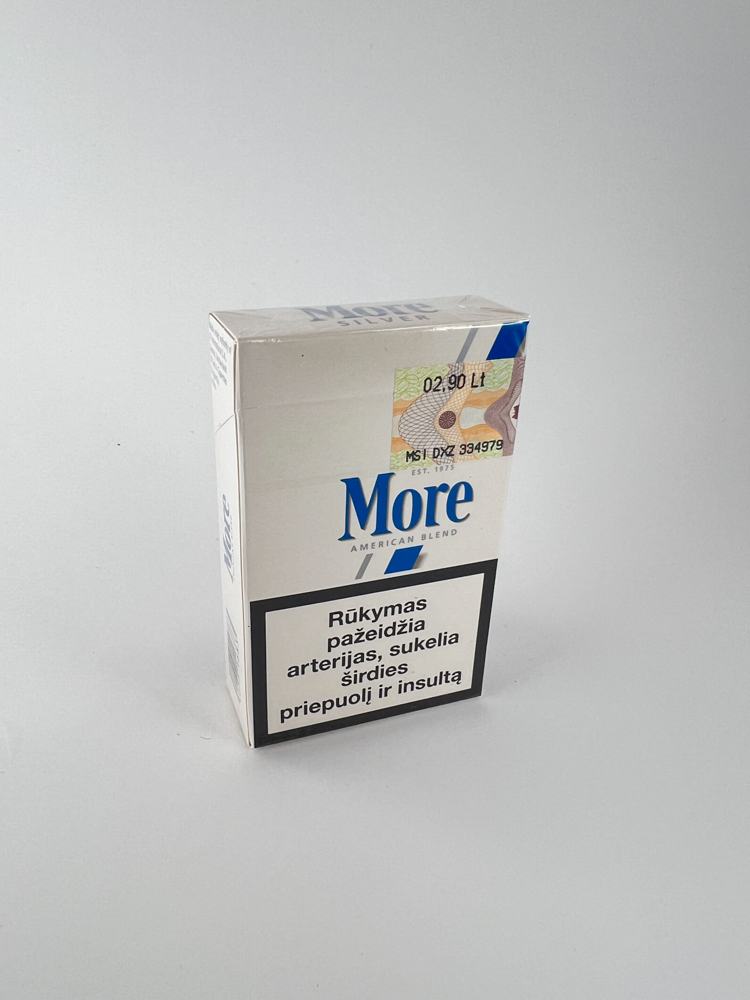 More
SILVER
02,90 Lt
MSI DXZ 334979
EST. 1975
More
AMERICAN BLEND
More
Rūkymas
pažeidžia
arterijas, sukelia
širdies
priepuolį ir insultą